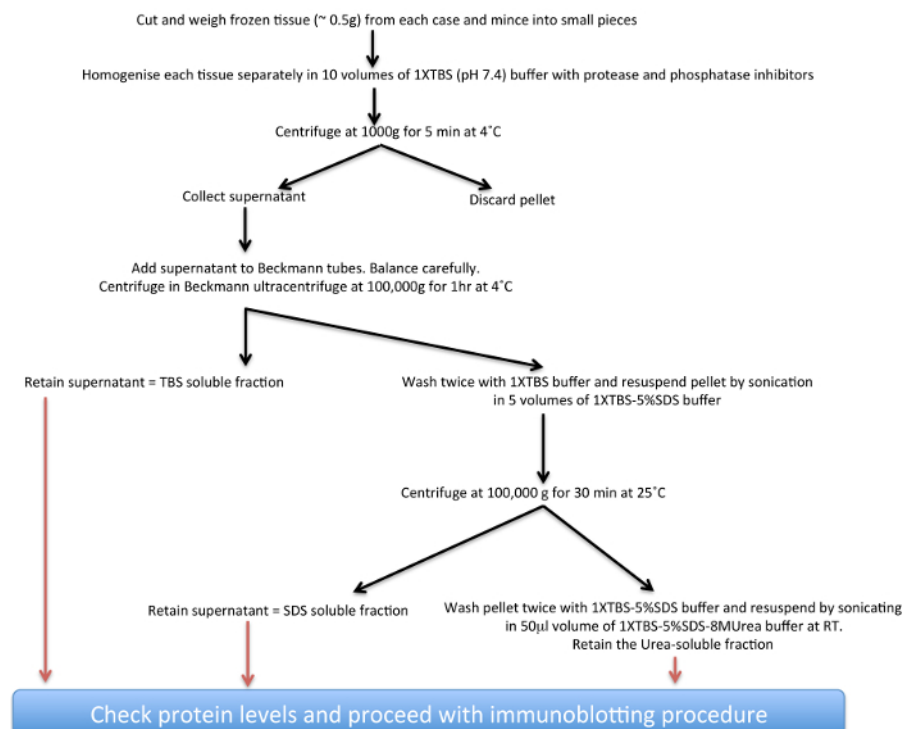 Cut and weigh frozen tissue (~ 0.5g) from each case and mince into small pieces
Homogenise each tissue separately in 10 volumes of 1XTBS (pH 7.4) buffer with protease and phosphatase inhibitors
Centrifuge at 1000g for 5 min at 4˚C
Collect supernatant
Discard pellet
Add supernatant to Beckmann tubes. Balance carefully.
Centrifuge in Beckmann ultracentrifuge at 100,000g for 1hr at 4˚C
Retain supernatant = TBS soluble fraction
Wash twice with 1XTBS buffer and resuspend pellet by sonication
in 5 volumes of 1XTBS-5%SDS buffer
Centrifuge at 100,000 g for 30 min at 25˚C
Retain supernatant = SDS soluble fraction
Wash pellet twice with 1XTBS-5%SDS buffer and resuspend by sonicating
in 50µl volume of 1XTBS-5%SDS-8MUrea buffer at RT.
Retain the Urea-soluble fraction
Check protein levels and proceed with immunoblotting procedure